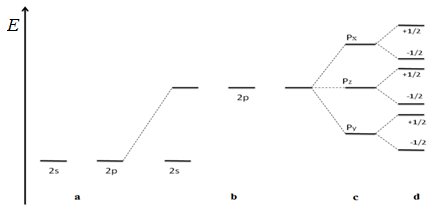 E
Px
+1/2
-1/2
Pz
+1/2
2p
-1/2
Py
+1/2
-1/2
2s 2p 2s
a b c d